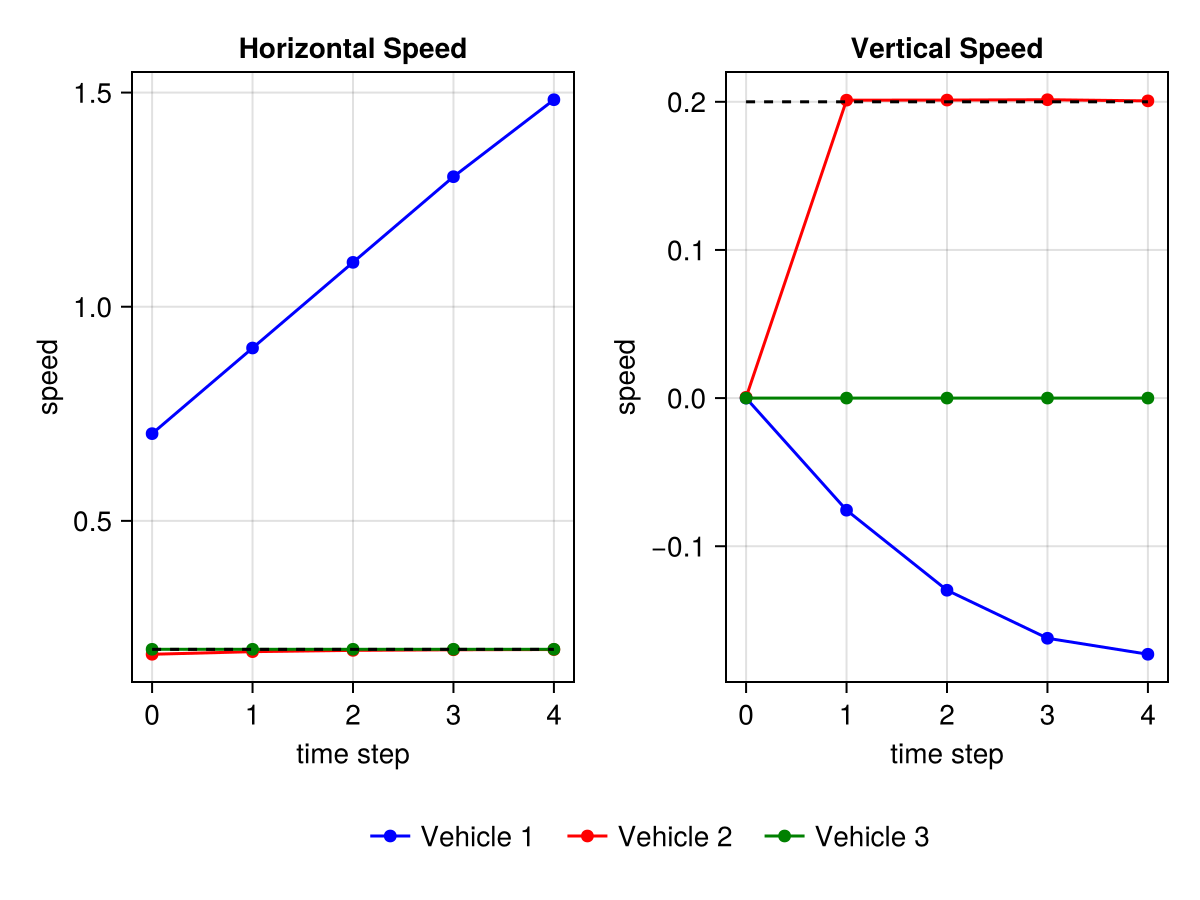 Horizontal Speed
1.5
1.0
0.5
speed
0 1 2 3 4
time step
Vertical Speed
0.2
0.1
0.0
−0.1
speed
0 1 2 3 4
time step
Vehicle 1 Vehicle 2 Vehicle 3